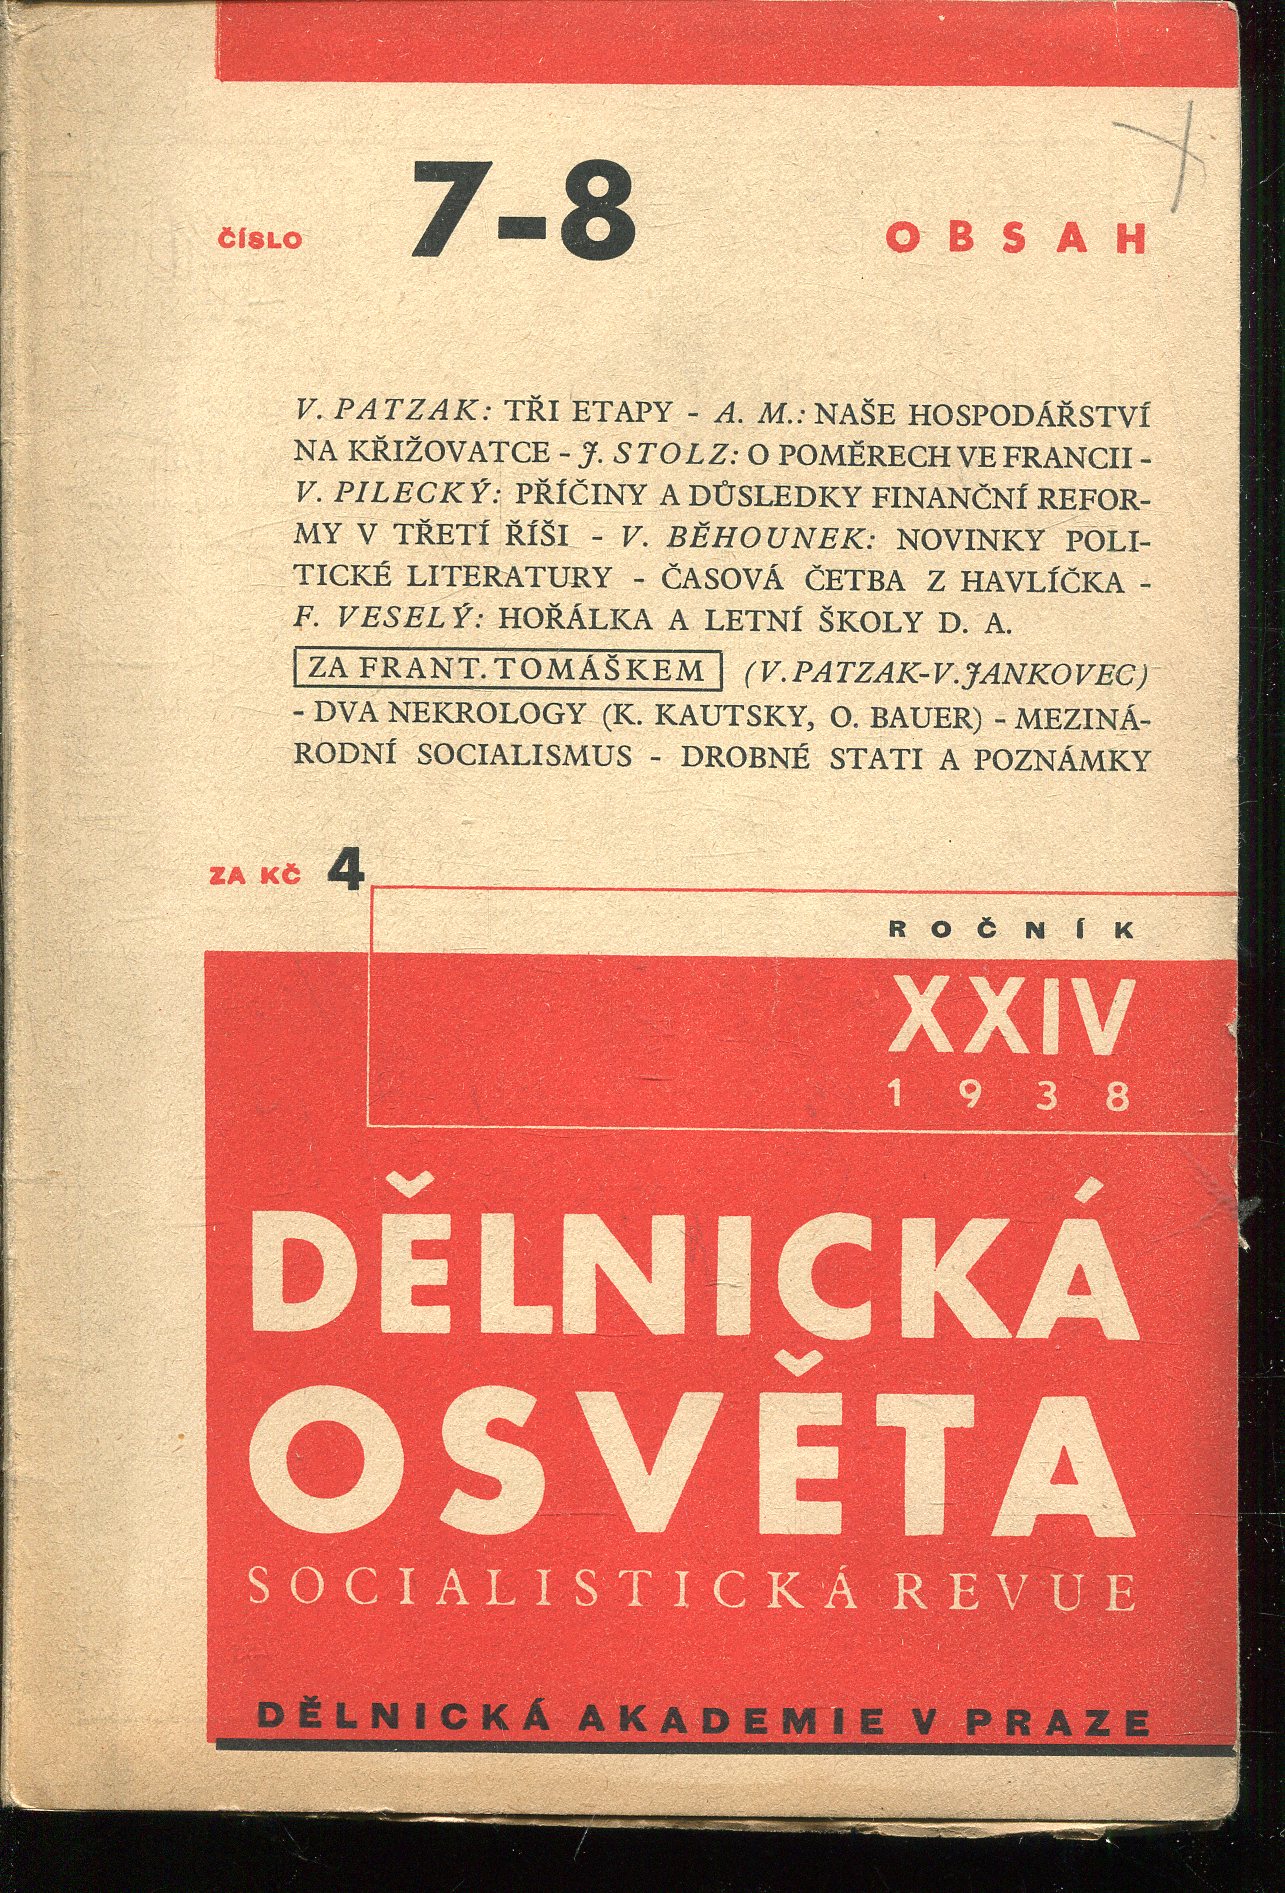 ČÍSLO 7-8 OBSAH
V. PATZAK: TŘI ETAPY - A. M.: NAŠE HOSPODÁŘSTVÍ
NA KŘIŽOVATCE - J. STOLZ: O POMĚRECH VE FRANCII -
V. PILECKÝ: PŘÍČINY A DŮSLEDKY FINANČNÍ REFOR-
MY V TŘETÍ ŘÍŠI - V. BĚHOUNEK: NOVINKY POLI-
TICKÉ LITERATURY - ČASOVÁ ČETBA Z HAVLÍČKA -
F. VESELÝ: HOŘÁLKA A LETNÍ ŠKOLY D. A.
ZA FRANT. TOMÁŠKEM (V. PATZAK-V. JANKOVEC)
- DVA NEKROLOGY (K. KAUTSKY, O. BAUER) - MEZINÁ-
RODNÍ SOCIALISMUS - DROBNÉ STATI A POZNÁMKY
ZA KČ 4
ROČNÍK
XXIV
1938
DĚLNICKÁ
OSVĚTA
SOCIALISTICKÁ REVUE
DĚLNICKÁ AKADEMIE V PRAZE